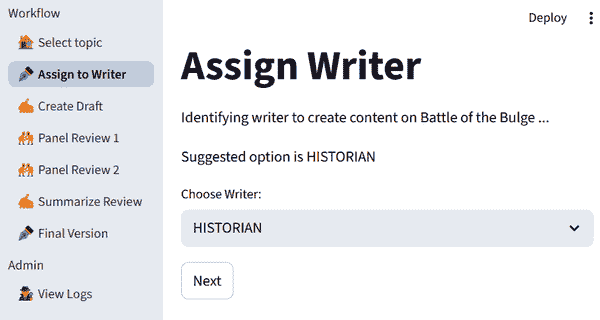 Workflow
Select topic
Assign to Writer
Create Draft
Panel Review 1
Panel Review 2
Summarize Review
Final Version
Admin
View Logs
Deploy
Assign Writer
Identifying writer to create content on Battle of the Bulge ...
Suggested option is HISTORIAN
Choose Writer:
HISTORIAN
Next